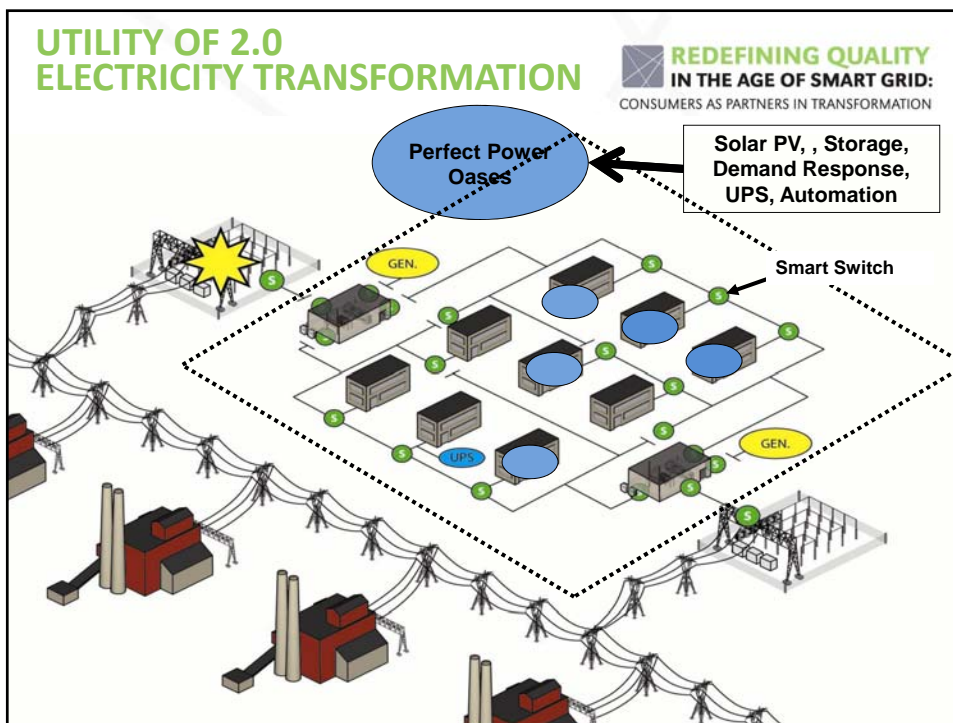 UTILITY OF 2.0
ELECTRICITY TRANSFORMATION
REDEFINING QUALITY
IN THE AGE OF SMART GRID:
CONSUMERS AS PARTNERS IN TRANSFORMATION
Perfect Power
Oases
Solar PV, , Storage,
Demand Response,
UPS, Automation
GEN.
Smart Switch
S
S
S
S
S
S
S
S
S
S
UPS
GEN.
S
S
S